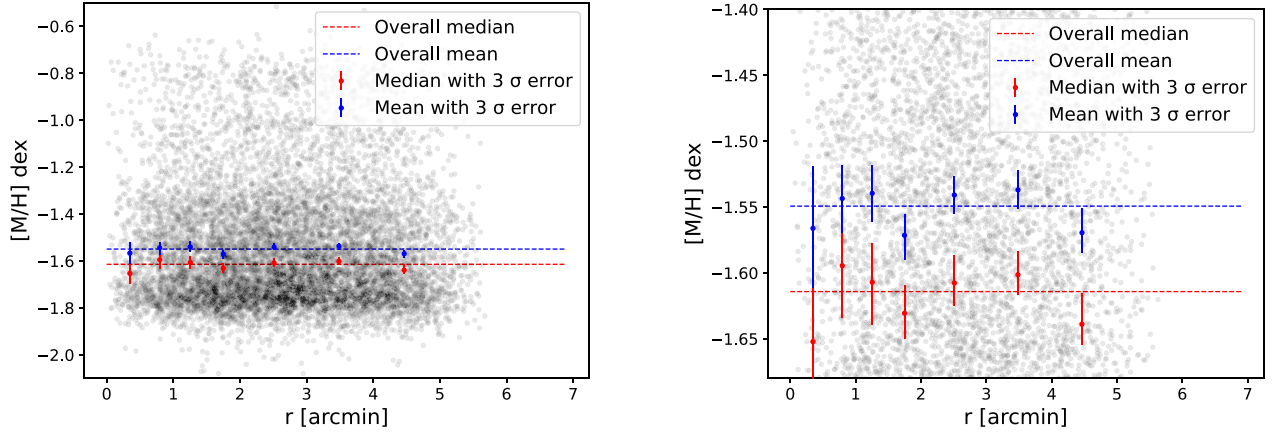 Overall median
Overall mean
Median with 3 σ error
Mean with 3 σ error
−0.6
−0.8
−1.0
−1.2
−1.4
−1.6
−1.8
−2.0
[M/H] dex
0 1 2 3 4 5 6 7
r [arcmin]
Overall median
Overall mean
Median with 3 σ error
Mean with 3 σ error
−1.40
−1.45
−1.50
−1.55
−1.60
−1.65
[M/H] dex
0 1 2 3 4 5 6 7
r [arcmin]